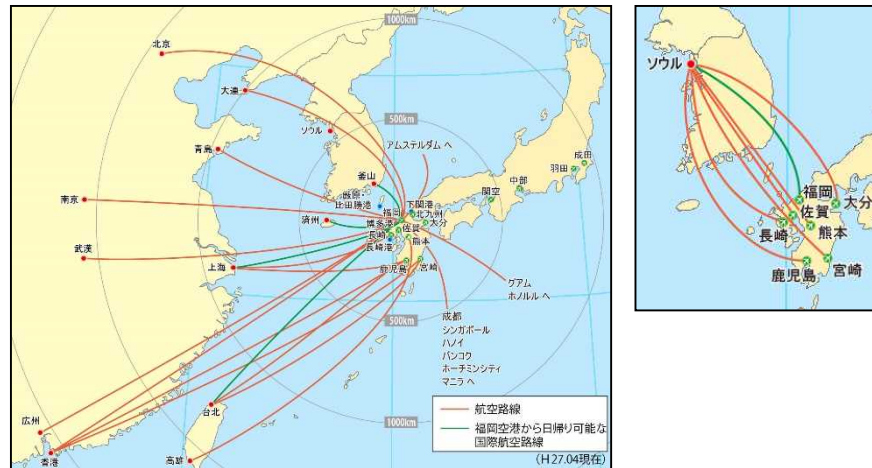 1000km
北京
大連
500km
ソウル
アムステルダム へ
青島
成田
羽田
釜山
中部
関空
厳原・
比田勝港
下関港
南京
福岡
北九州
済州
博多港
大分
佐賀
長崎
熊本
長崎港
武漢
上海
鹿児島
宮崎
グアム
ホノルル へ
500km
成都
シンガポール
ハノイ
バンコク
ホーチミンシティ
マニラ へ
台北
広州
1000km
香港
高雄
航空路線
福岡空港から日帰り可能な
国際航空路線
(H27.04現在)
ソウル
福岡
佐賀
大分
長崎
熊本
鹿児島
宮崎